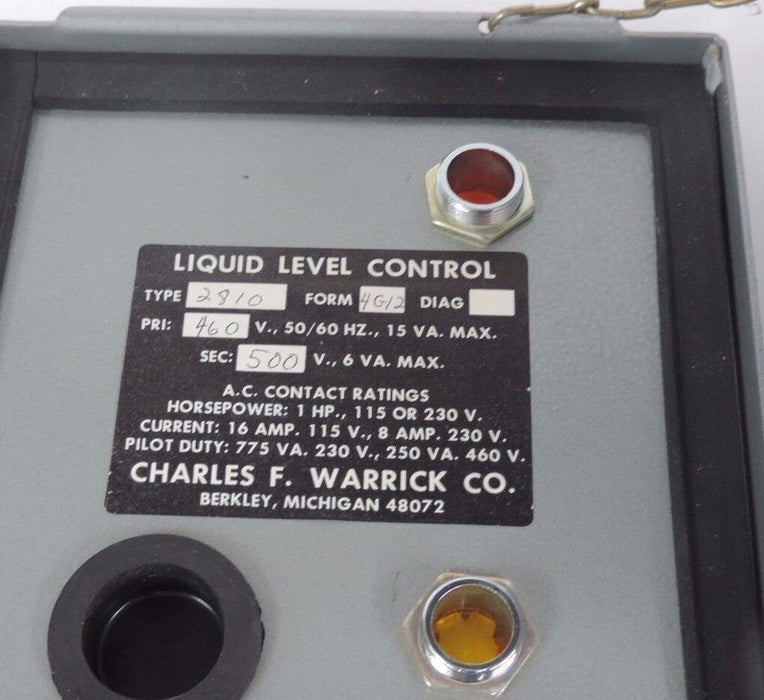 LIQUID LEVEL CONTROL
TYPE 2810 FORM 4G12 DIAG
PRI: 460 V., 50/60 HZ., 15 VA. MAX.
SEC: 500 V., 6 VA. MAX.
A.C. CONTACT RATINGS
HORSEPOWER: 1 HP., 115 OR 230 V.
CURRENT: 16 AMP. 115 V., 8 AMP. 230 V.
PILOT DUTY: 775 VA. 230 V., 250 VA. 460 V.
CHARLES F. WARRICK CO.
BERKLEY, MICHIGAN 48072